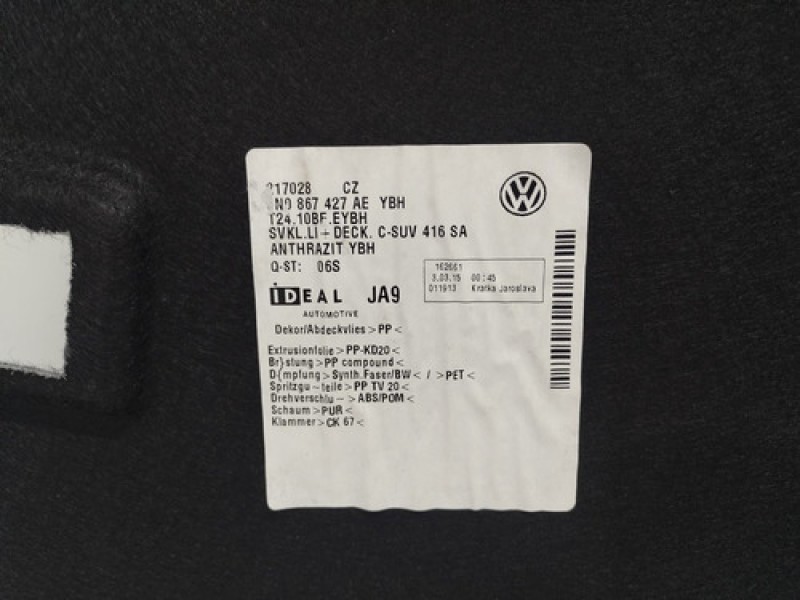 217028 CZ
5N0 867 427 AE YBH
T24.10BF.EYBH
SVKL.LI+DECK. C-SUV 416 SA
ANTHRAZIT YBH
Q-ST: 06S
162661
3.03.15 00:45
011913 Kratka Jaroslava
iDEAL JA9
AUTOMOTIVE
Dekor/Abdeckvlies>PP<
Extrusionfolie>PP-KD20<
Br}stung>PP compound<
D{mpfung>Synth.Faser/BW< / >PET<
Spritzgu~teile>PP TV 20<
Drehverschlu~>ABS/POM<
Schaum>PUR<
Klammer>CK 67<